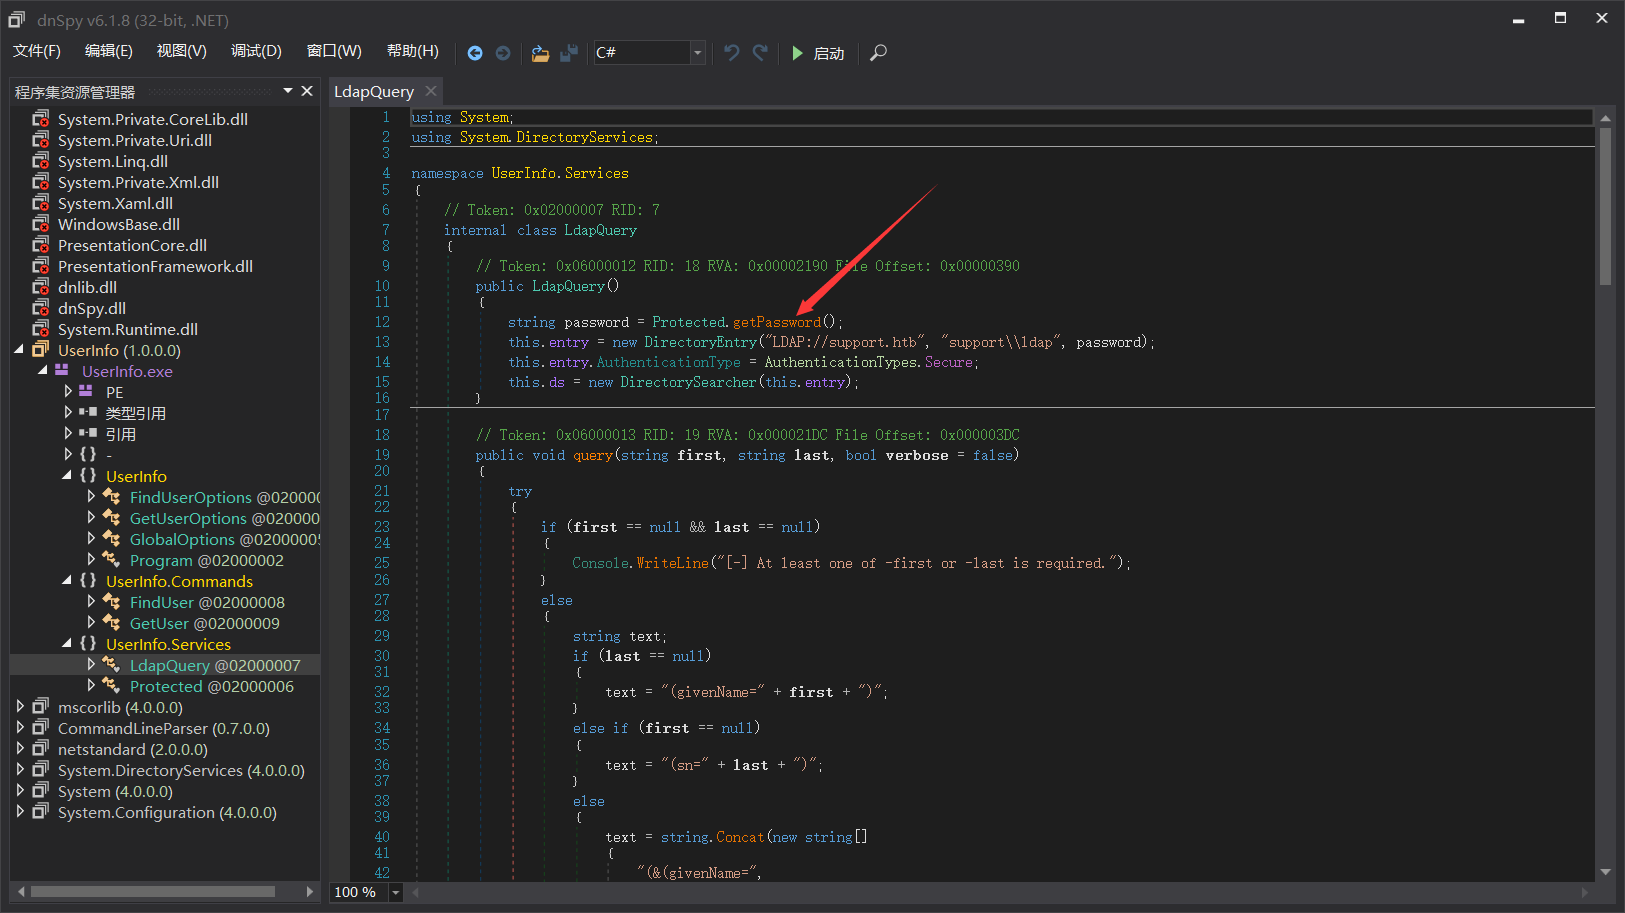 dnSpy v6.1.8 (32-bit, .NET)
文件(F) 编辑(E) 视图(V) 调试(D) 窗口(W) 帮助(H) C# 启动
程序集资源管理器
System.Private.CoreLib.dll
System.Private.Uri.dll
System.Linq.dll
System.Private.Xml.dll
System.Xaml.dll
WindowsBase.dll
PresentationCore.dll
PresentationFramework.dll
dnlib.dll
dnSpy.dll
System.Runtime.dll
UserInfo (1.0.0.0)
UserInfo.exe
PE
类型引用
引用
{ } -
{ } UserInfo
FindUserOptions @020000
GetUserOptions @020000
GlobalOptions @02000005
Program @02000002
{ } UserInfo.Commands
FindUser @02000008
GetUser @02000009
{ } UserInfo.Services
LdapQuery @02000007
Protected @02000006
mscorlib (4.0.0.0)
CommandLineParser (0.7.0.0)
netstandard (2.0.0.0)
System.DirectoryServices (4.0.0.0)
System (4.0.0.0)
System.Configuration (4.0.0.0)
LdapQuery
1 using System;
2 using System.DirectoryServices;
3
4 namespace UserInfo.Services
5 {
6 // Token: 0x02000007 RID: 7
7 internal class LdapQuery
8 {
9 // Token: 0x06000012 RID: 18 RVA: 0x00002190 File Offset: 0x00000390
10 public LdapQuery()
11 {
12 string password = Protected.getPassword();
13 this.entry = new DirectoryEntry("LDAP://support.htb", "support\\ldap", password);
14 this.entry.AuthenticationType = AuthenticationTypes.Secure;
15 this.ds = new DirectorySearcher(this.entry);
16 }
17
18 // Token: 0x06000013 RID: 19 RVA: 0x000021DC File Offset: 0x000003DC
19 public void query(string first, string last, bool verbose = false)
20 {
21 try
22 {
23 if (first == null && last == null)
24 {
25 Console.WriteLine("[-] At least one of -first or -last is required.");
26 }
27 else
28 {
29 string text;
30 if (last == null)
31 {
32 text = "(givenName=" + first + ")";
33 }
34 else if (first == null)
35 {
36 text = "(sn=" + last + ")";
37 }
38 else
39 {
40 text = string.Concat(new string[]
41 {
42 "(&(givenName=",
100 %